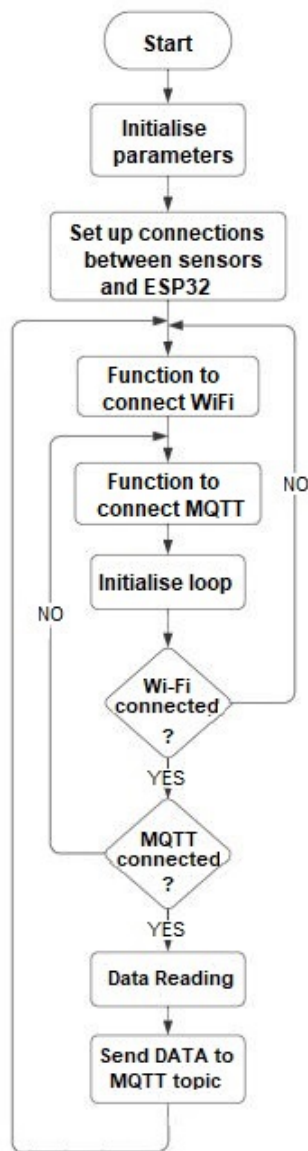 Start
Initialise
parameters
Set up connections
between sensors
and ESP32
Function to
connect WiFi
Function to
connect MQTT
NO
Initialise loop
NO
Wi-Fi
connected
?
YES
MQTT
connected
?
YES
Data Reading
Send DATA to
MQTT topic